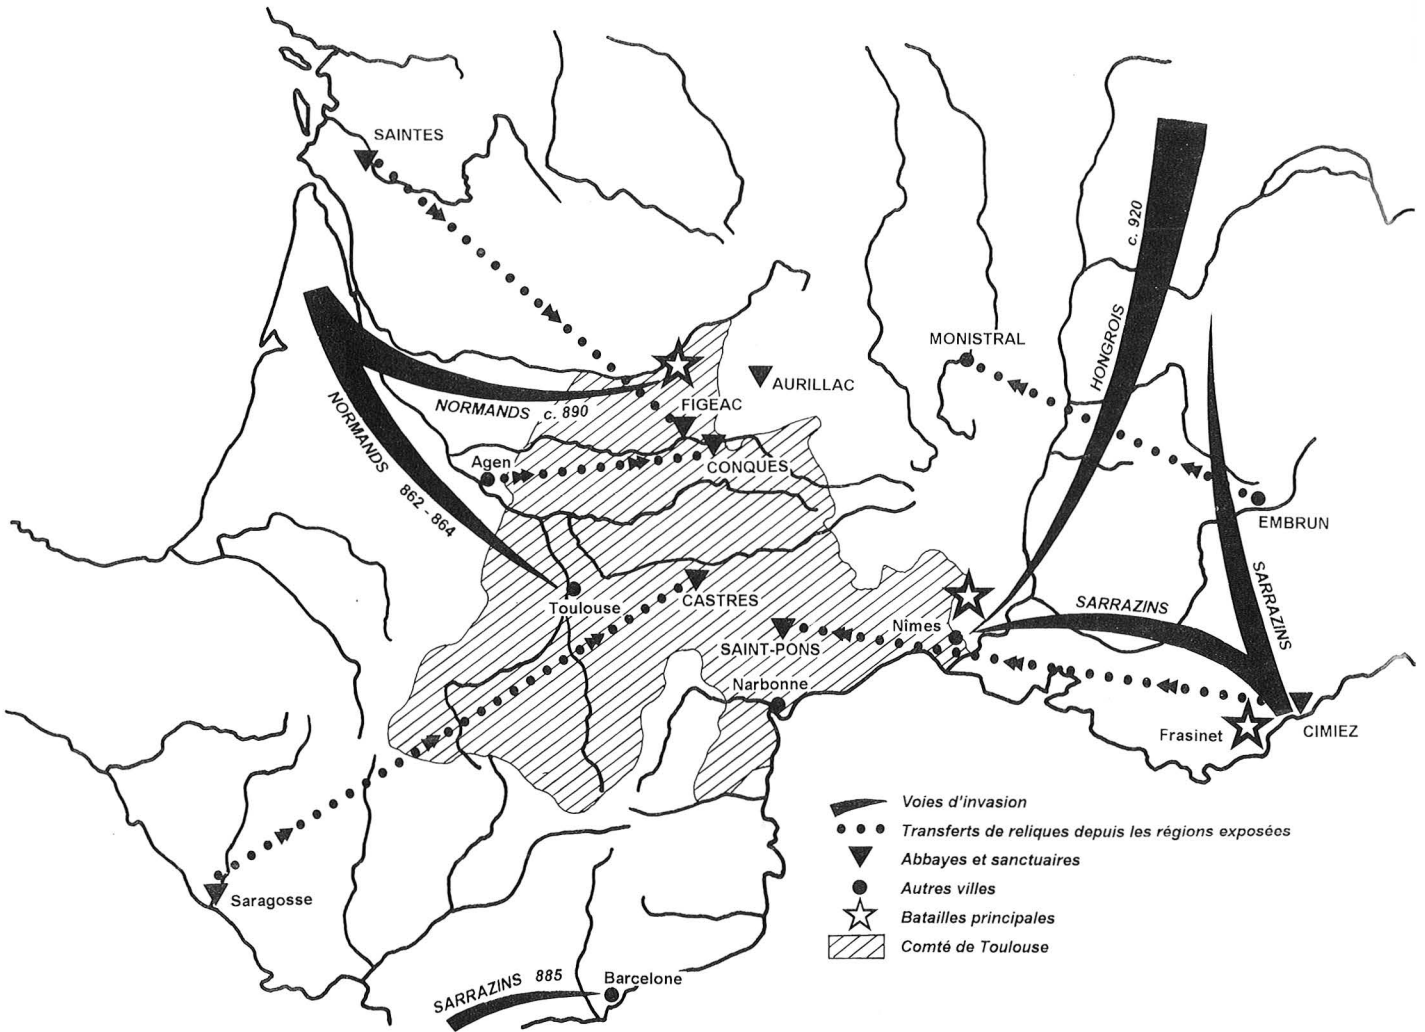 SAINTES
c. 920
HONGROIS
MONISTRAL
AURILLAC
NORMANDS c. 890
FIGEAC
NORMANDS 862 - 864
Agen
CONQUES
EMBRUN
SARRAZINS
SARRAZINS
Toulouse
CASTRES
Nîmes
SAINT-PONS
Narbonne
Frasinet
CIMIEZ
Saragosse
SARRAZINS 885
Barcelone
Voies d'invasion
Transferts de reliques depuis les régions exposées
Abbayes et sanctuaires
Autres villes
Batailles principales
Comté de Toulouse